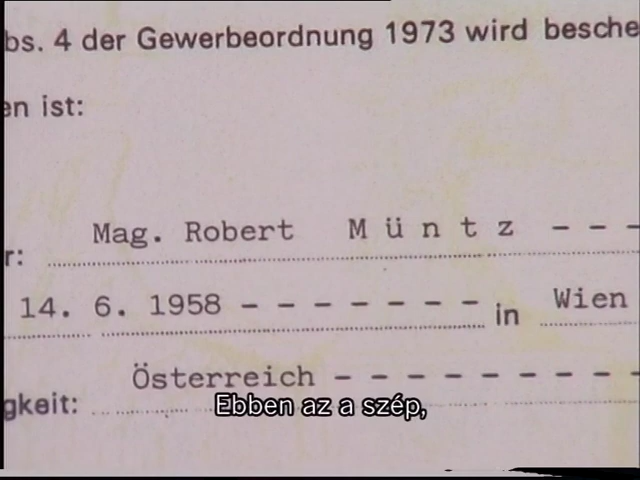 bs. 4 der Gewerbeordnung 1973 wird besche
en ist:
Mag. Robert M ü n t z - - -
r:
14. 6. 1958 - - - - - - - in Wien
Österreich - - - - - - - - -
gkeit:
Ebben az a szép,